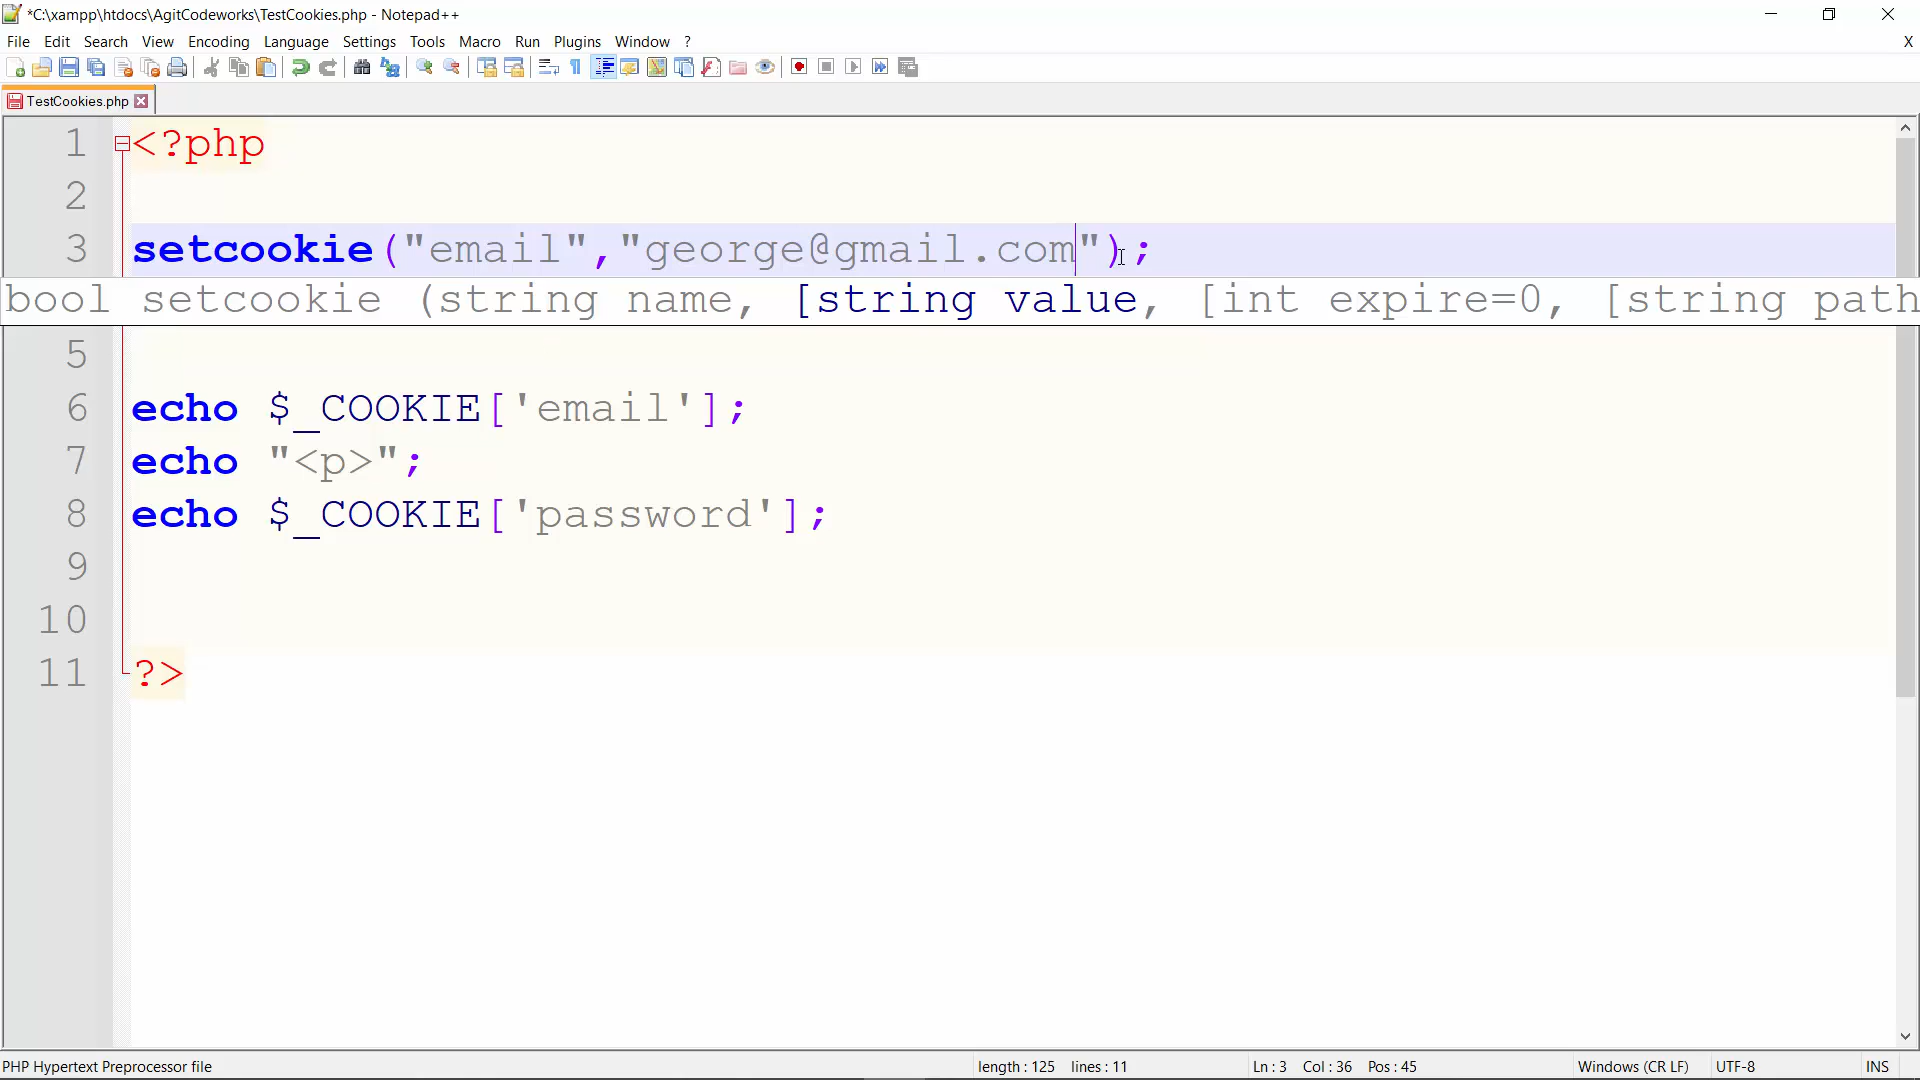 *C:\xampp\htdocs\AgitCodeworks\TestCookies.php - Notepad++
File Edit Search View Encoding Language Settings Tools Macro Run Plugins Window ? X
TestCookies.php
1 <?php
2
3 setcookie("email","george@gmail.com");
bool setcookie (string name, [string value, [int expire=0, [string path
5
6 echo $_COOKIE['email'];
7 echo "<p>";
8 echo $_COOKIE['password'];
9
10
11 ?>
PHP Hypertext Preprocessor file length : 125 lines : 11 Ln : 3 Col : 36 Pos : 45 Windows (CR LF) UTF-8 INS